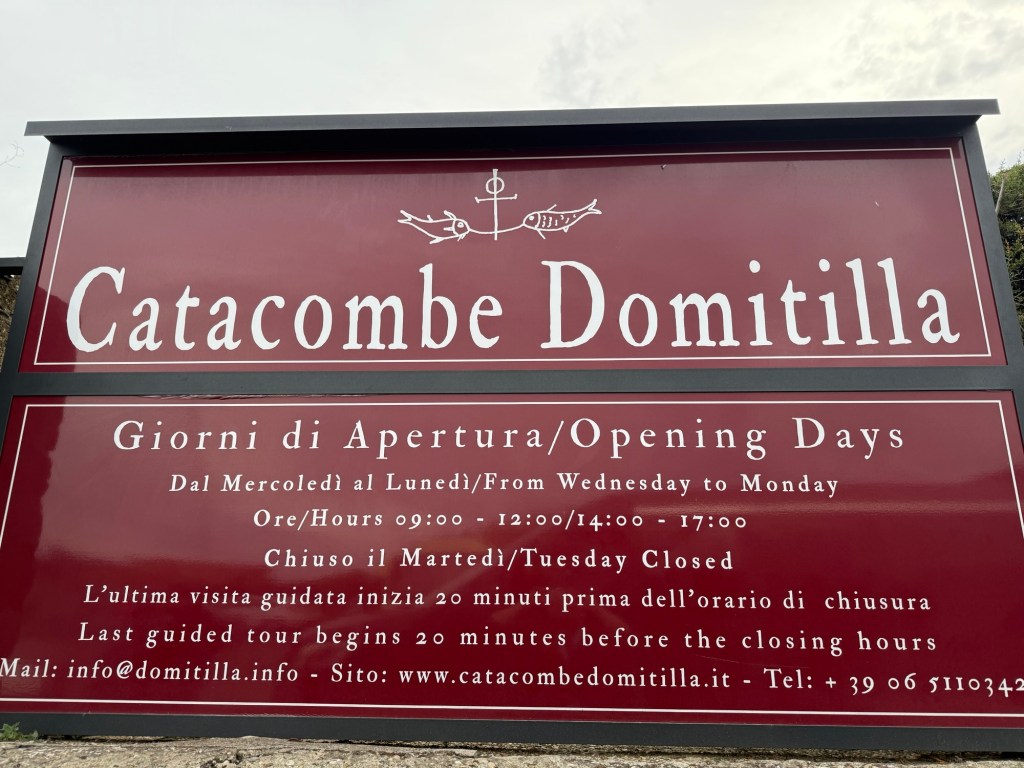 Catacombe Domitilla
Giorni di Apertura/Opening Days
Dal Mercoledì al Lunedì/From Wednesday to Monday
Ore/Hours 09:00 - 12:00/14:00 - 17:00
Chiuso il Martedì/Tuesday Closed
L'ultima visita guidata inizia 20 minuti prima dell'orario di chiusura
Last guided tour begins 20 minutes before the closing hours
Mail: info@domitilla.info - Sito: www.catacombedomitilla.it - Tel: + 39 06 5110342